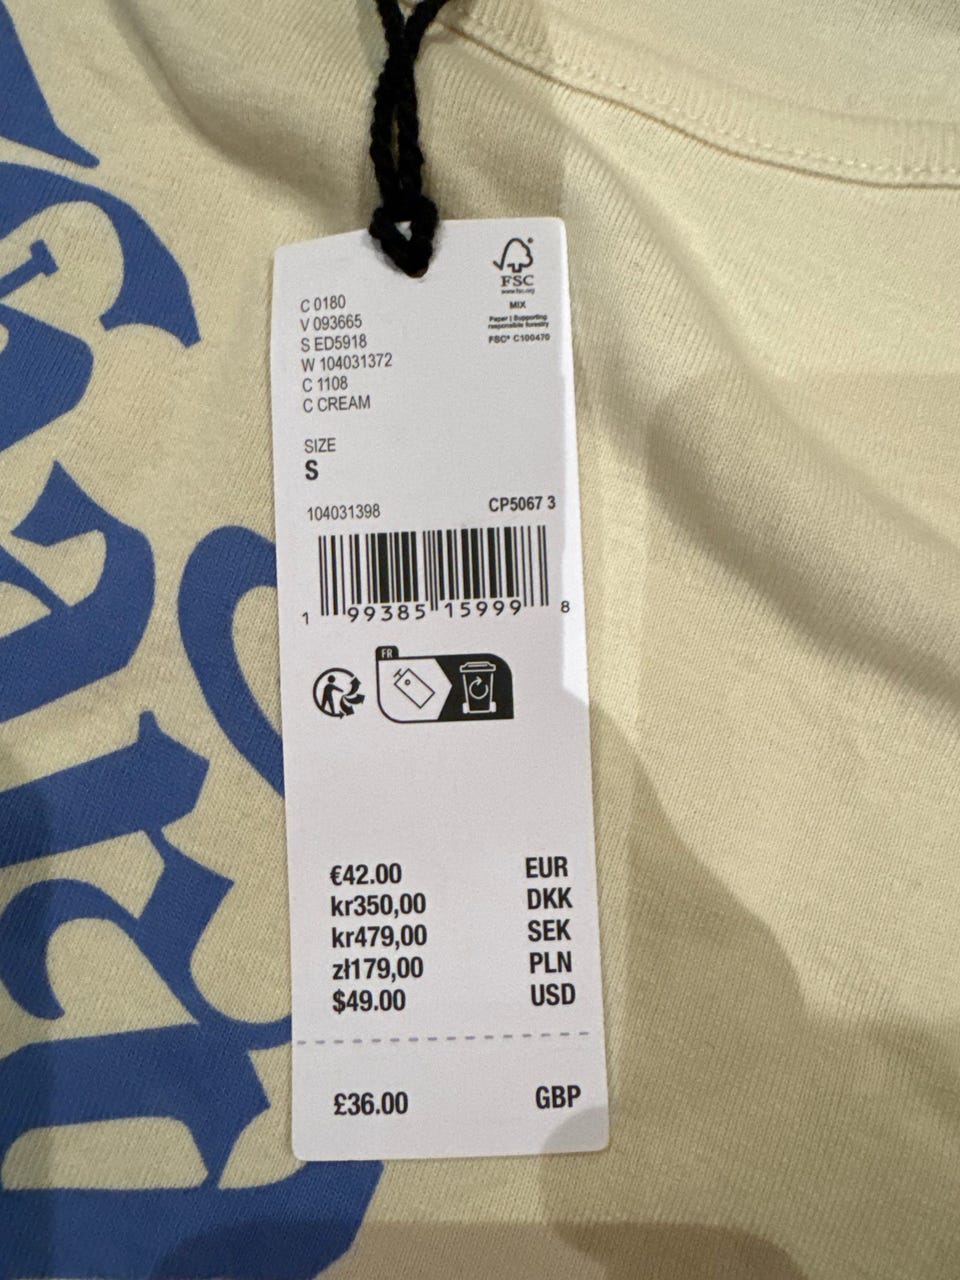 C 0180
V 093665
S ED5918
W 104031372
C 1108
C CREAM
FSC®
www.fsc.org
MIX
Paper | Supporting
responsible forestry
FSC® C100470
SIZE
S
104031398 CP5067 3
1 99385 15999 8
FR
€42.00 EUR
kr350,00 DKK
kr479,00 SEK
zł179,00 PLN
$49.00 USD
£36.00 GBP